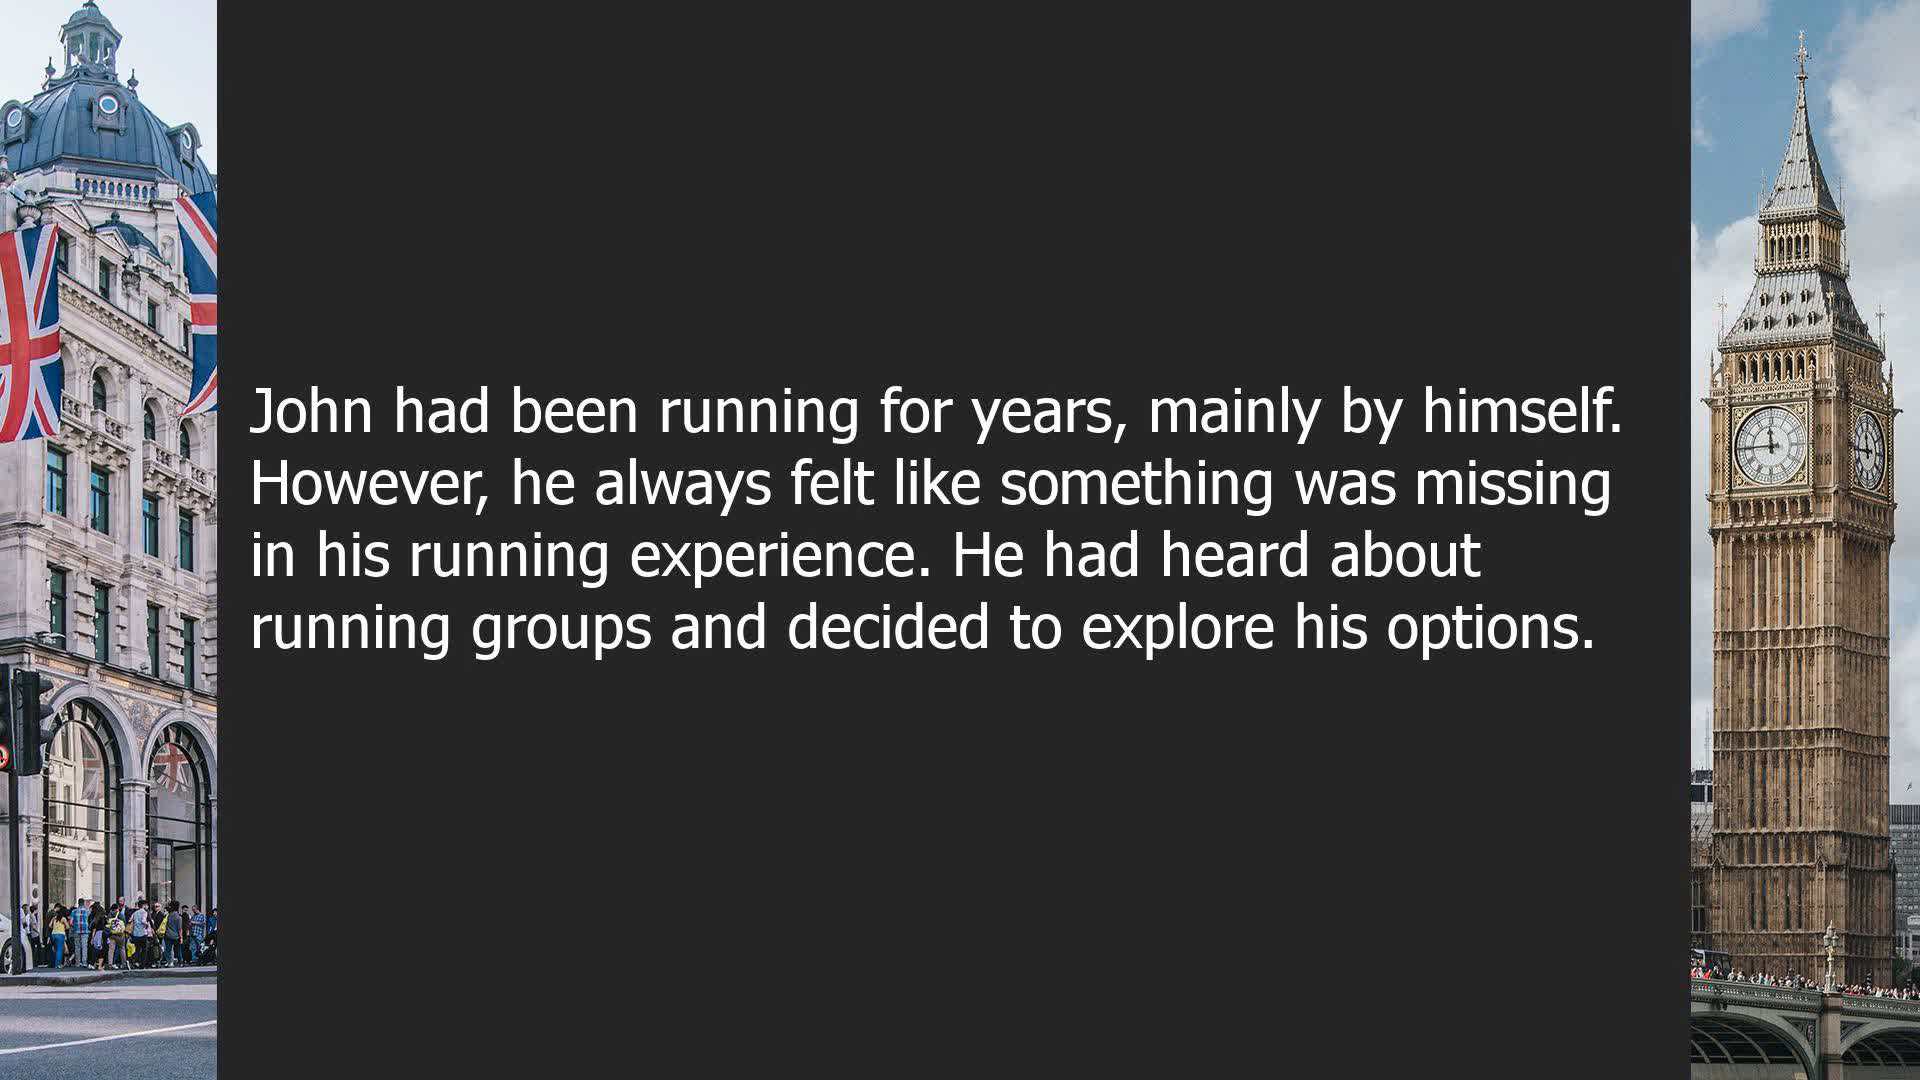 John had been running for years, mainly by himself.
However, he always felt like something was missing
in his running experience. He had heard about
running groups and decided to explore his options.